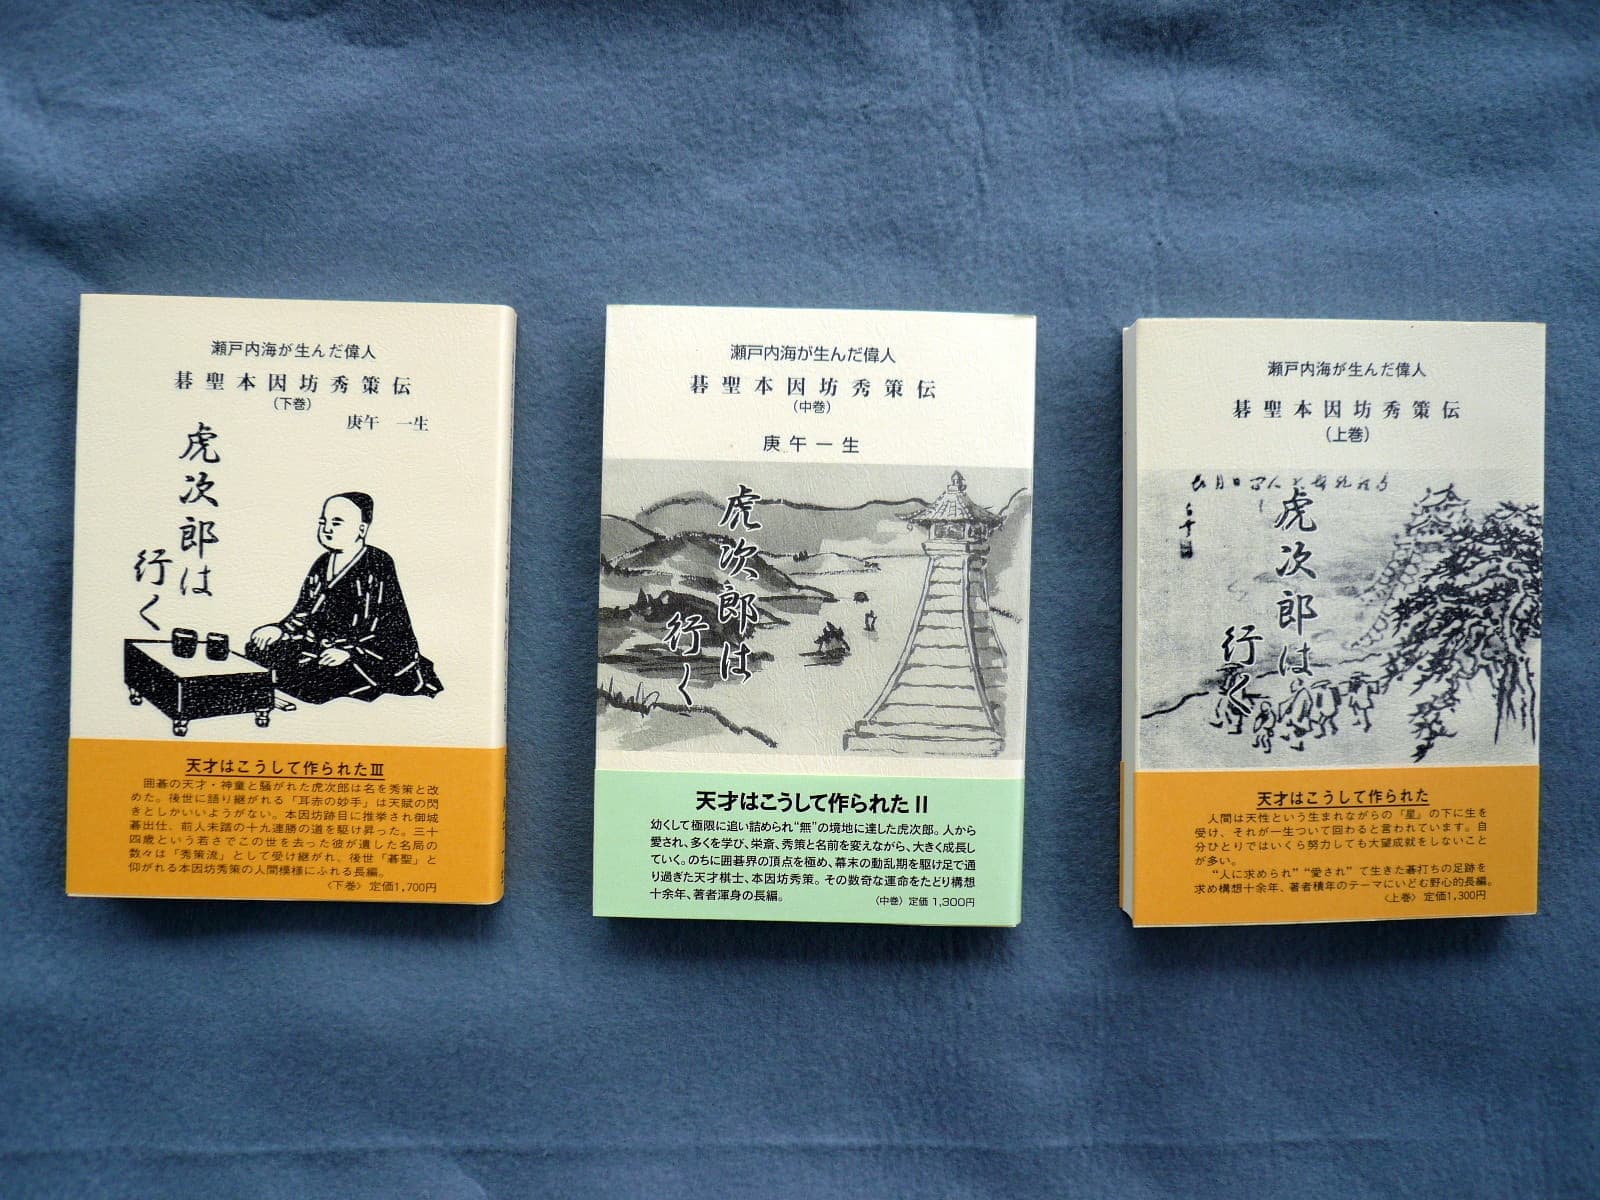 瀬戸内海が生んだ偉人
碁聖本因坊秀策伝
（下巻）
庚午 一生
虎次郎は
行く
天才はこうして作られたⅢ
囲碁の天才・神童と騒がれた虎次郎は名を秀策と改
めた。後世に語り継がれる「耳赤の妙手」は天賦の閃
きとしかいいようがない。本因坊跡目に推挙され御城
碁出仕、前人未踏の十九連勝の道を駆け昇った。三十
四歳という若さでこの世を去った彼が遺した名局の
数々は「秀策流」として受け継がれ、後世「碁聖」と
仰がれる本因坊秀策の人間模様にふれる長編。
〈下巻〉定価1,700円
瀬戸内海が生んだ偉人
碁聖本因坊秀策伝
（中巻）
庚午一生
虎次郎は
行く
天才はこうして作られたⅡ
幼くして極限に追い詰められ“無”の境地に達した虎次郎。人から
愛され、多くを学び、栄斎、秀策と名前を変えながら、大きく成長し
ていく。のちに囲碁界の頂点を極め、幕末の動乱期を駆け足で通
り過ぎた天才棋士、本因坊秀策。その数奇な運命をたどり構想
十余年、著者渾身の長編。
〈中巻〉定価1,300円
瀬戸内海が生んだ偉人
碁聖本因坊秀策伝
（上巻）
虎次郎は
行く
天才はこうして作られた
人間は天性という生まれながらの『星』の下に生を
受け、それが一生ついて回わると言われています。自
分ひとりではいくら努力しても大望成就をしないこと
が多い。
“人に求められ”“愛され”て生きた碁打ちの足跡を
求め構想十余年、著者積年のテーマにいどむ野心的長編。
〈上巻〉定価1,300円